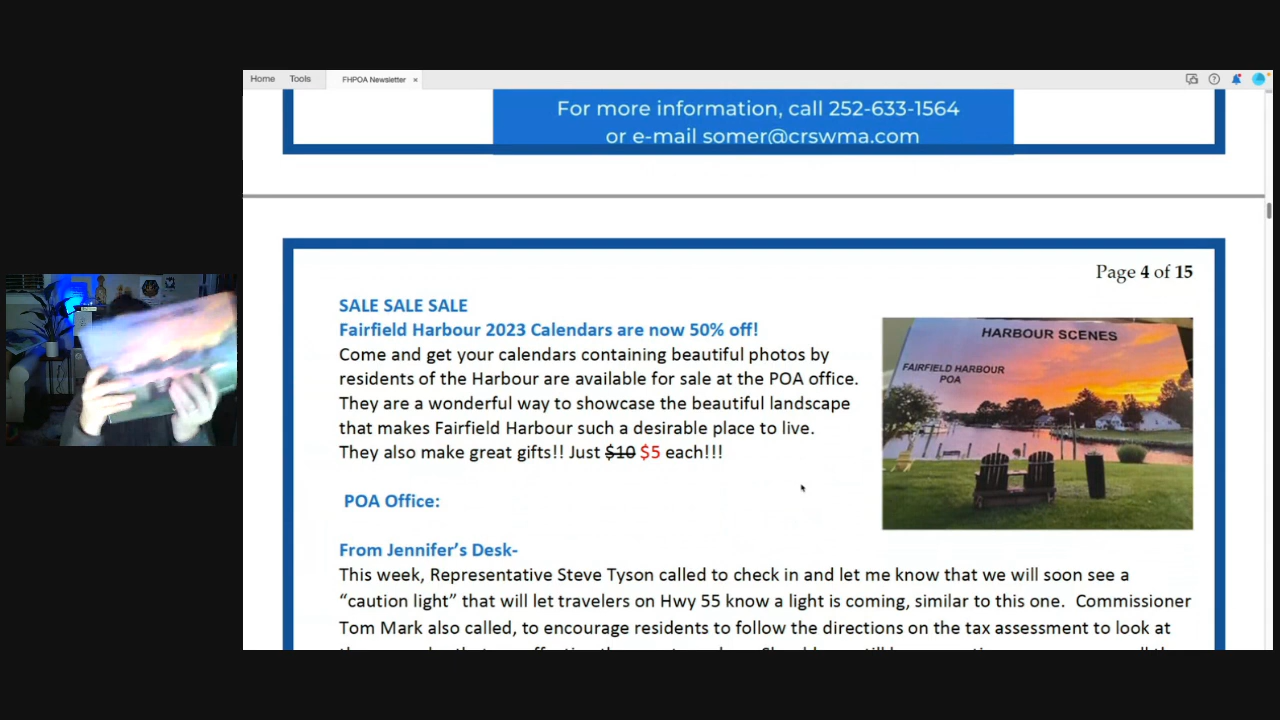 Home Tools FHPOA Newsletter ×
For more information, call 252-633-1564
or e-mail somer@crswma.com
Page 4 of 15
SALE SALE SALE
Fairfield Harbour 2023 Calendars are now 50% off!
Come and get your calendars containing beautiful photos by
residents of the Harbour are available for sale at the POA office.
They are a wonderful way to showcase the beautiful landscape
that makes Fairfield Harbour such a desirable place to live.
They also make great gifts!! Just $10 $5 each!!!
HARBOUR SCENES
FAIRFIELD HARBOUR
POA
POA Office:
From Jennifer’s Desk-
This week, Representative Steve Tyson called to check in and let me know that we will soon see a
“caution light” that will let travelers on Hwy 55 know a light is coming, similar to this one.  Commissioner
Tom Mark also called, to encourage residents to follow the directions on the tax assessment to look at